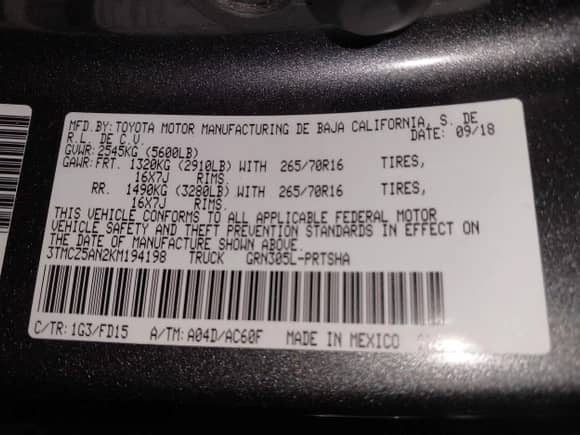 MFD.BY:TOYOTA MOTOR MANUFACTURING DE BAJA CALIFORNIA, S. DE
R.L. DE C.V. DATE: 09/18
GVWR:2545KG (5600LB)
GAWR:FRT. 1320KG (2910LB) WITH 265/70R16 TIRES,
16X7J RIMS.
RR. 1490KG (3280LB) WITH 265/70R16 TIRES,
16X7J RIMS.
THIS VEHICLE CONFORMS TO ALL APPLICABLE FEDERAL MOTOR
VEHICLE SAFETY AND THEFT PREVENTION STANDARDS IN EFFECT ON
THE DATE OF MANUFACTURE SHOWN ABOVE.
3TMCZ5AN2KM194198 TRUCK GRN305L-PRTSHA
C/TR:1G3/FD15 A/TM:A04D/AC60F MADE IN MEXICO